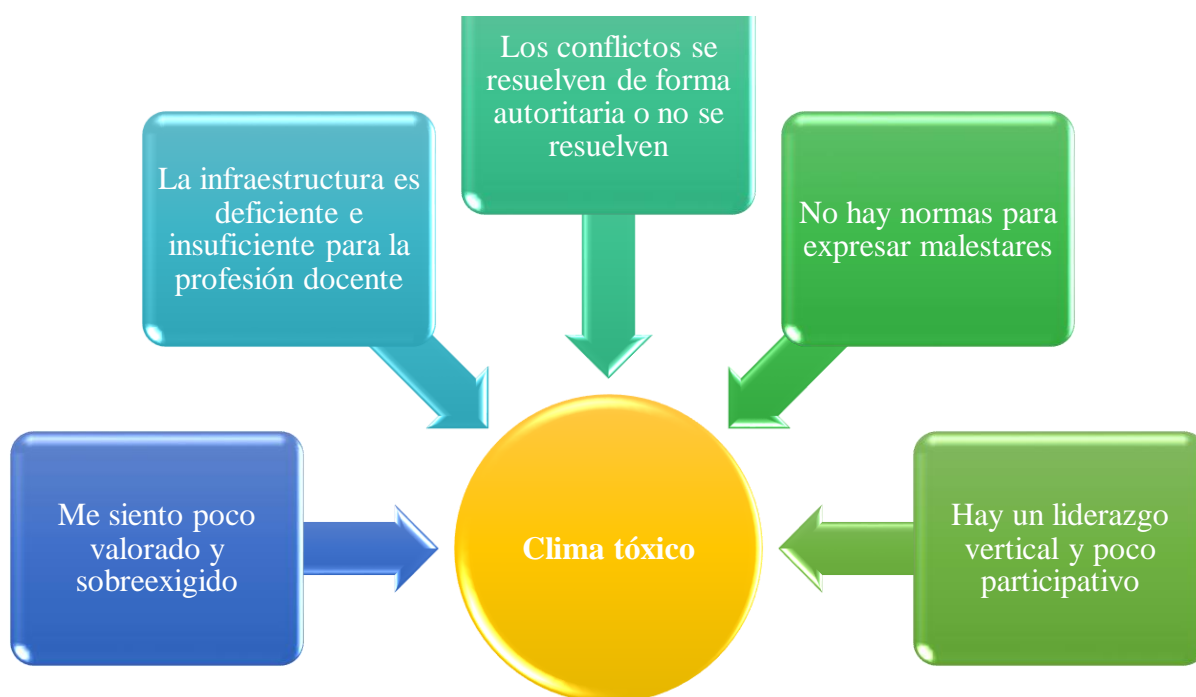 Los conflictos se
resuelven de forma
autoritaria o no se
resuelven
La infraestructura es
deficiente e
insuficiente para la
profesión docente
No hay normas para
expresar malestares
Me siento poco
valorado y
sobreexigido
Clima tóxico
Hay un liderazgo
vertical y poco
participativo